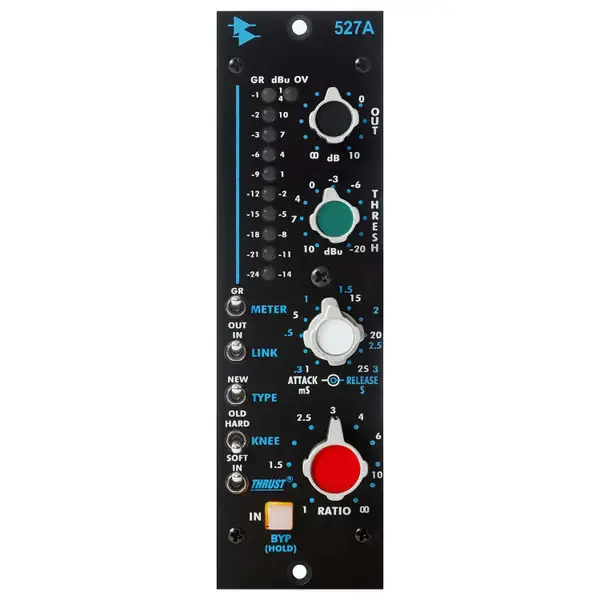 527A
GR dBu OV
-1 1
4
-2 10
-3 7
-4 4
-9 1
-12 -2
-15 -5
-18 -8
-21 -11
-24 -14
0
∞ dB 10
OUT
-3
0 -6
4
7
10 dBu -20
THRESH
GR
METER
OUT
IN
LINK
NEW
TYPE
OLD
HARD
KNEE
SOFT
IN
THRUST®
1.5
1 15
5 2
.5 20
2.5
.3 1 25 3
ATTACK RELEASE
mS S
3
2.5 4
6
1.5 10
1 RATIO ∞
IN
BYP
(HOLD)